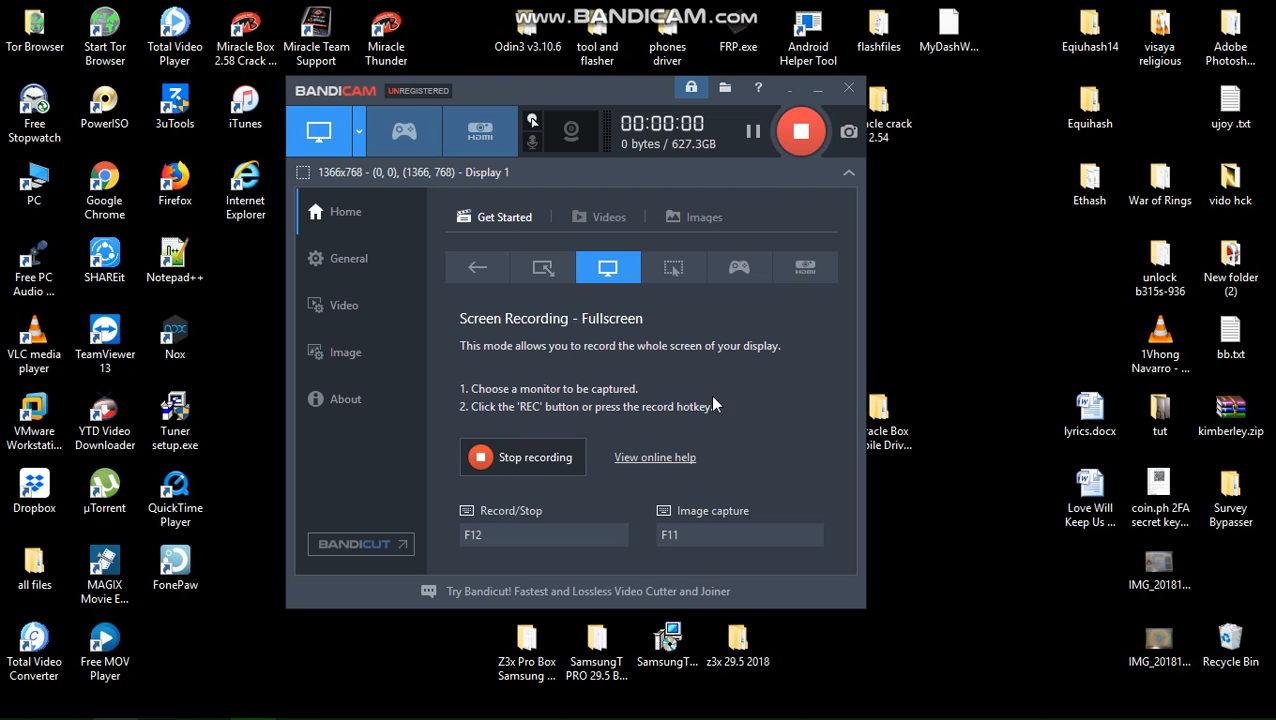 www.BANDICAM.com
Tor Browser
Start Tor
Browser
Total Video
Player
Miracle Box
2.58 Crack ...
Miracle Team
Support
Miracle
Thunder
Odin3 v3.10.6
tool and
flasher
phones
driver
FRP.exe
Android
Helper Tool
flashfiles
MyDashW...
Eqiuhash14
visaya
religious
Adobe
Photosh...
BANDICAM
UNREGISTERED
?
Free
Stopwatch
PowerISO
3uTools
iTunes
HDMI
00:00:00
0 bytes / 627.3GB
crack
2.54
Equihash
ujoy .txt
1366x768 - (0, 0), (1366, 768) - Display 1
PC
Google
Chrome
Firefox
Internet
Explorer
Home
General
Video
Image
About
Get Started
Videos
Images
HDMI
Ethash
War of Rings
vido hck
Free PC
Audio ...
SHAREit
Notepad++
Screen Recording - Fullscreen
This mode allows you to record the whole screen of your display.
1. Choose a monitor to be captured.
2. Click the 'REC' button or press the record hotkey.
Stop recording
View online help
Record/Stop
Image capture
F12
F11
BANDICUT
Try Bandicut! Fastest and Lossless Video Cutter and Joiner
unlock
b315s-936
New folder
(2)
VLC media
player
TeamViewer
13
Nox
1Vhong
Navarro - ...
bb.txt
VMware
Workstati...
YTD Video
Downloader
Tuner
setup.exe
Box
Driv...
lyrics.docx
tut
kimberley.zip
Dropbox
µTorrent
QuickTime
Player
Love Will
Keep Us ...
coin.ph 2FA
secret key...
Survey
Bypasser
all files
MAGIX
Movie E...
FonePaw
IMG_20181...
Total Video
Converter
Free MOV
Player
Z3x Pro Box
Samsung ...
SamsungT
PRO 29.5 B...
SamsungT...
z3x 29.5 2018
IMG_20181...
Recycle Bin